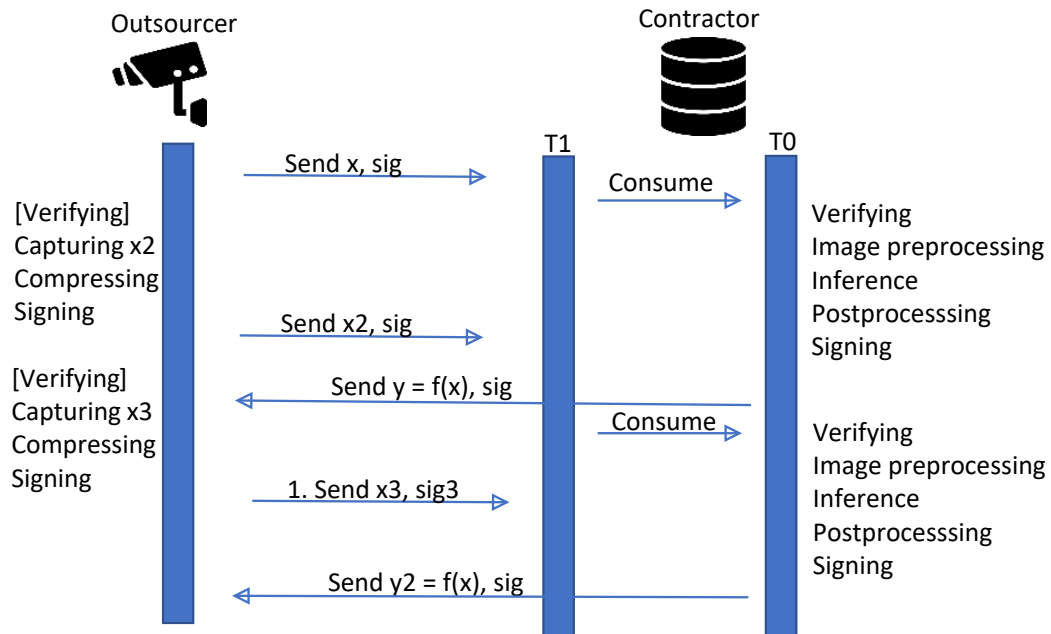 Outsourcer
Contractor
T1
T0
Send x, sig
Consume
[Verifying]
Capturing x2
Compressing
Signing
Verifying
Image preprocessing
Inference
Postprocesssing
Signing
Send x2, sig
[Verifying]
Capturing x3
Compressing
Signing
Send y = f(x), sig
Consume
Verifying
Image preprocessing
Inference
Postprocesssing
Signing
1. Send x3, sig3
Send y2 = f(x), sig